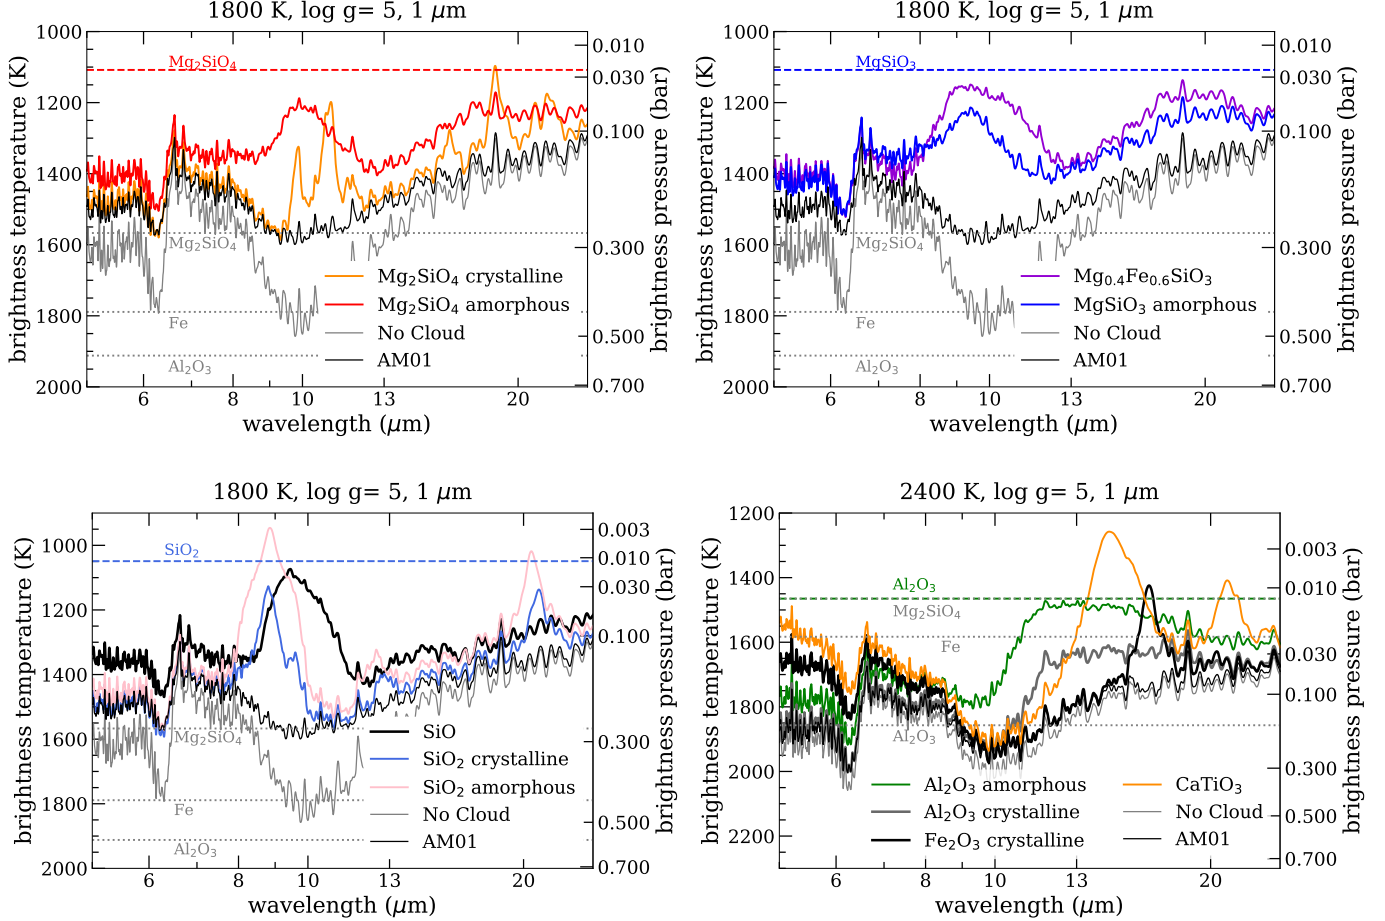 1800 K, log g= 5, 1 μm
1000
1200
1400
1600
1800
2000
brightness temperature (K)
0.010
0.030
0.100
0.300
0.500
0.700
brightness pressure (bar)
Mg₂SiO₄
Mg₂SiO₄
Fe
Al₂O₃
Mg₂SiO₄ crystalline
Mg₂SiO₄ amorphous
No Cloud
AM01
6
8
10
13
20
wavelength (μm)
1800 K, log g= 5, 1 μm
1000
1200
1400
1600
1800
2000
brightness temperature (K)
0.010
0.030
0.100
0.300
0.500
0.700
brightness pressure (bar)
MgSiO₃
Mg₂SiO₄
Fe
Al₂O₃
Mg₀.₄Fe₀.₆SiO₃
MgSiO₃ amorphous
No Cloud
AM01
6
8
10
13
20
wavelength (μm)
1800 K, log g= 5, 1 μm
1000
1200
1400
1600
1800
2000
brightness temperature (K)
0.003
0.010
0.030
0.100
0.300
0.500
0.700
brightness pressure (bar)
SiO₂
Mg₂SiO₄
Fe
Al₂O₃
SiO
SiO₂ crystalline
SiO₂ amorphous
No Cloud
AM01
6
8
10
20
wavelength (μm)
2400 K, log g= 5, 1 μm
1200
1400
1600
1800
2000
2200
brightness temperature (K)
0.003
0.010
0.030
0.100
0.300
0.500
0.700
brightness pressure (bar)
Al₂O₃
Mg₂SiO₄
Fe
Al₂O₃
Al₂O₃ amorphous
Al₂O₃ crystalline
Fe₂O₃ crystalline
CaTiO₃
No Cloud
AM01
6
8
10
13
20
wavelength (μm)